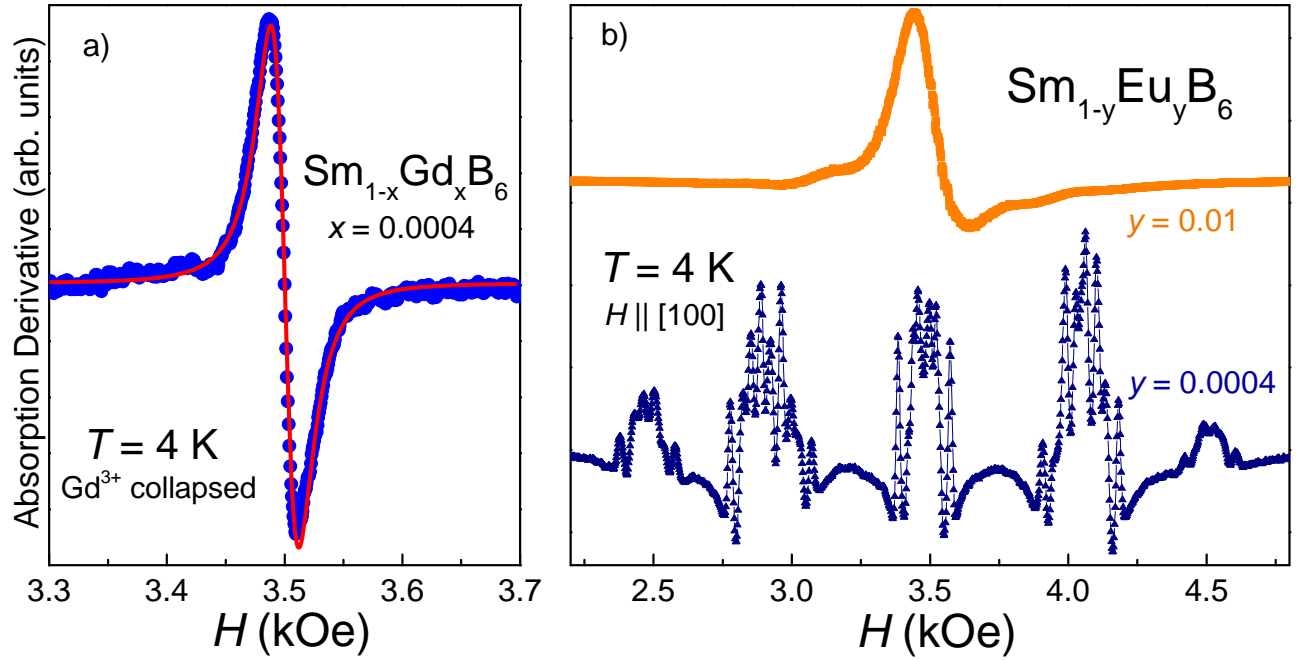 Absorption Derivative (arb. units)
a)
Sm1-xGdxB6
x = 0.0004
T = 4 K
Gd3+ collapsed
3.3 3.4 3.5 3.6 3.7
H (kOe)
b)
Sm1-yEuyB6
y = 0.01
T = 4 K
H || [100]
y = 0.0004
2.5 3.0 3.5 4.0 4.5
H (kOe)